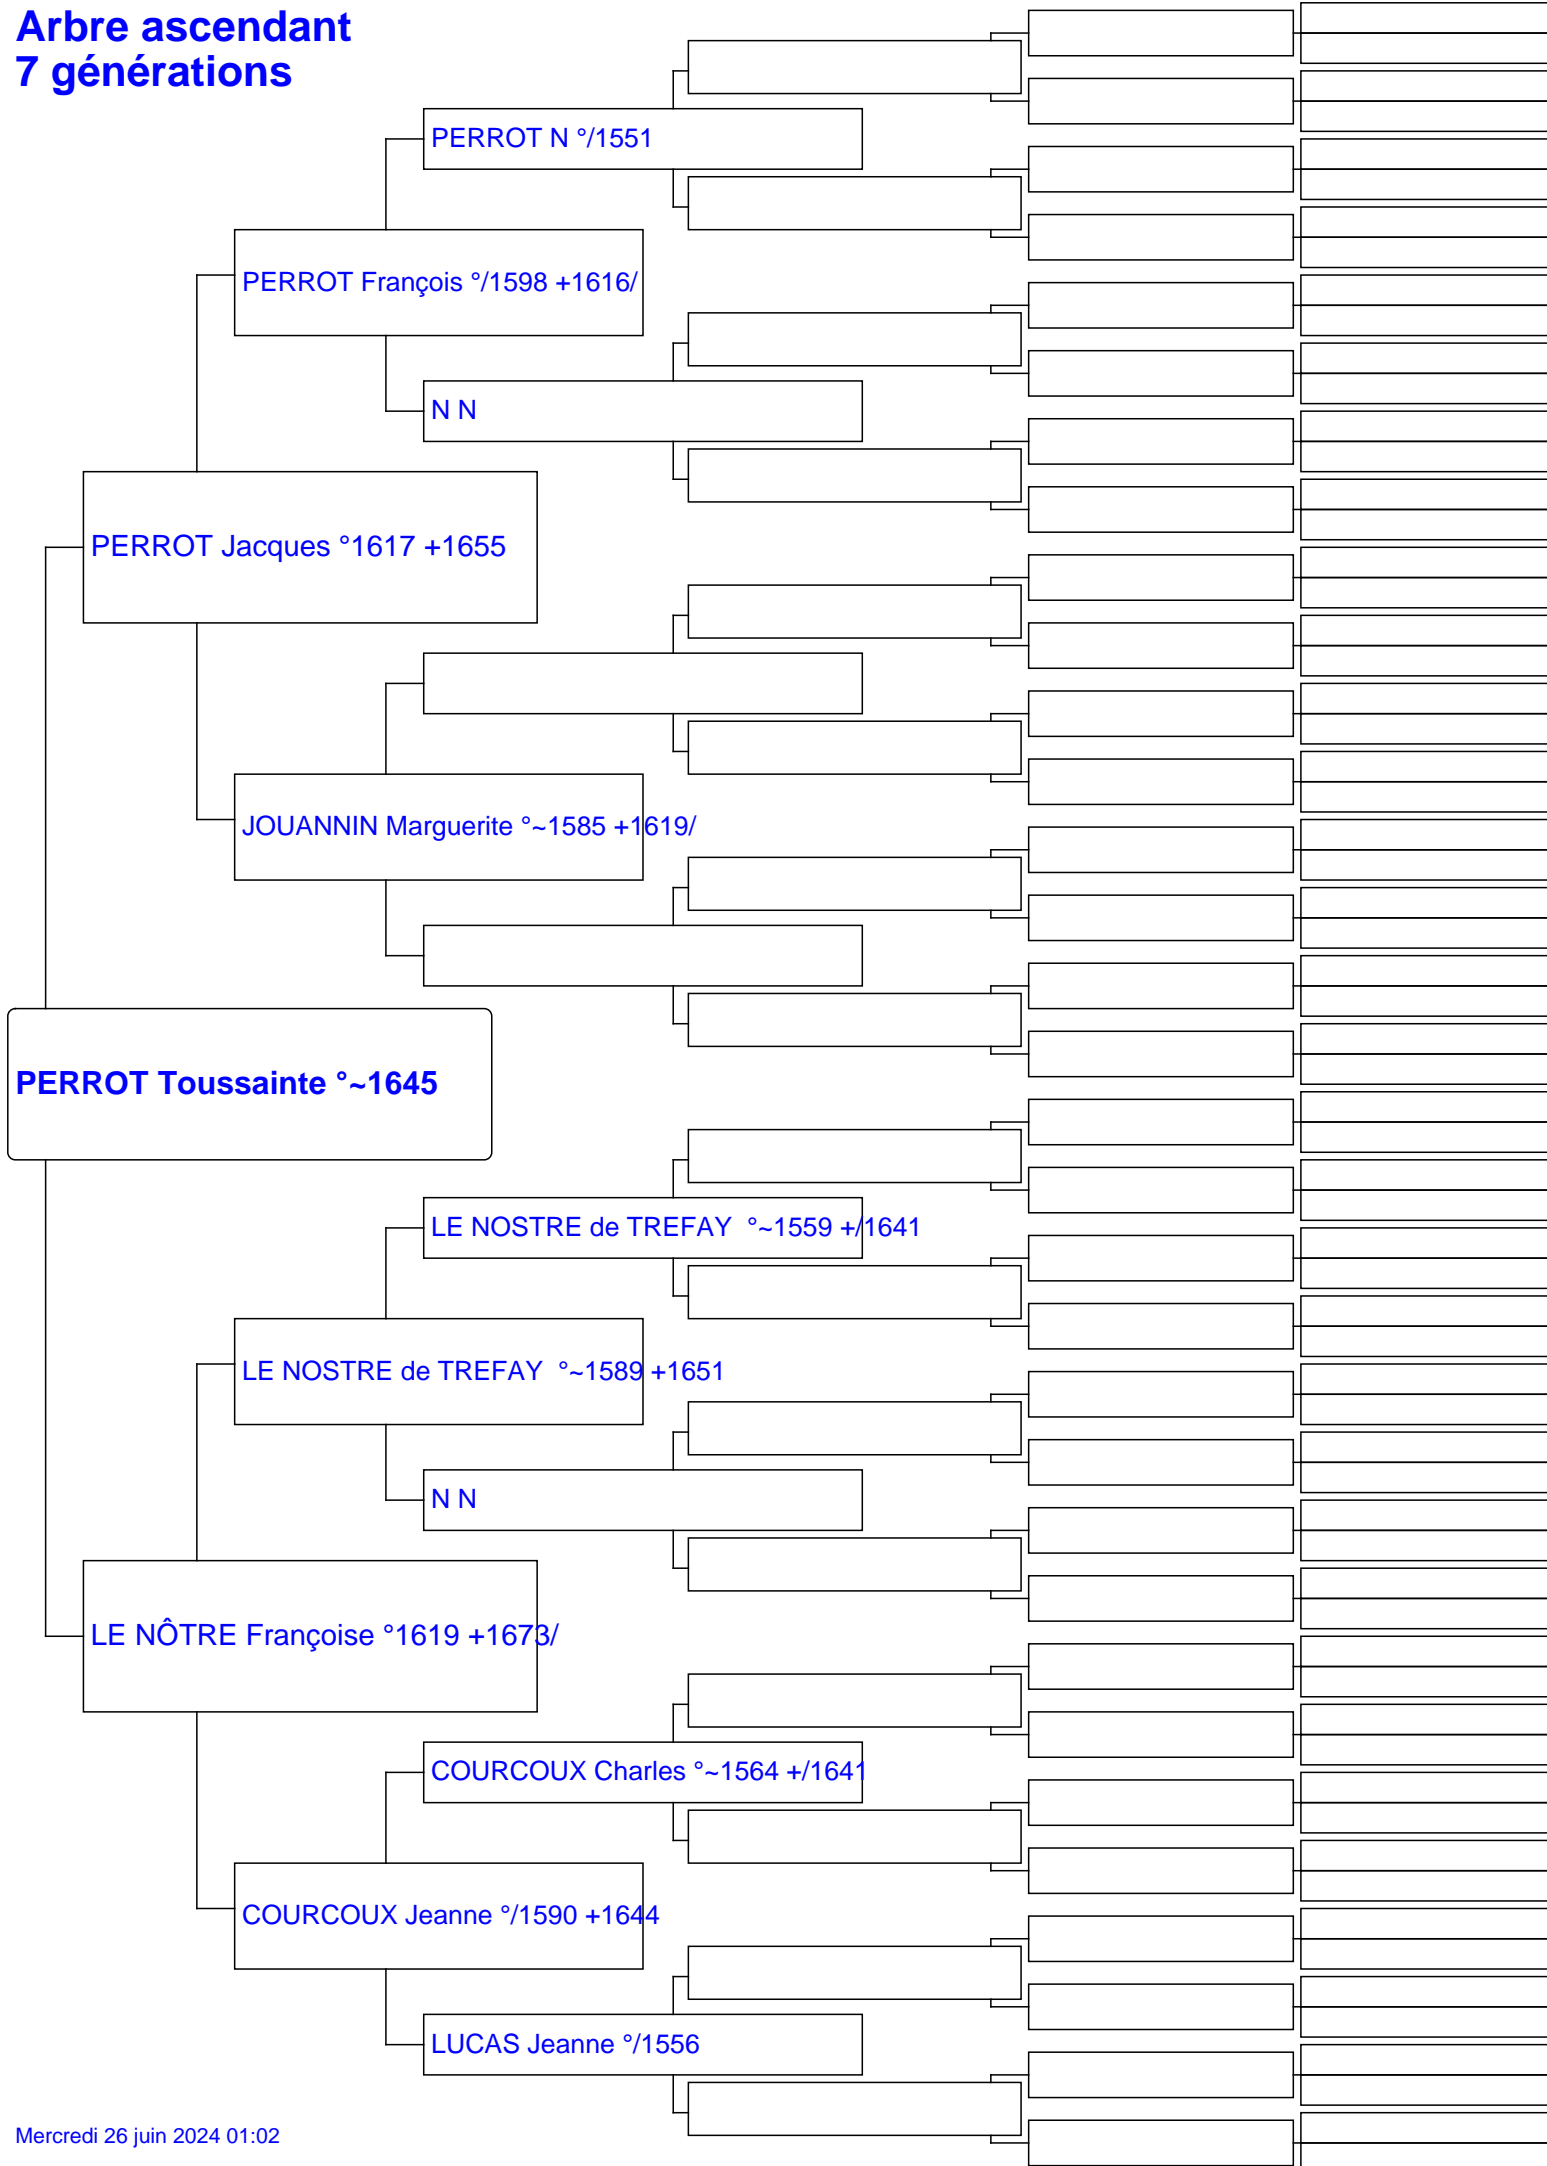 Arbre ascendant
7 générations
PERROT N °/1551
PERROT François °/1598 +1616/
N N
PERROT Jacques °1617 +1655
JOUANNIN Marguerite °~1585 +1619/
PERROT Toussainte °~1645
LE NOSTRE de TREFAY  °~1559 +/1641
LE NOSTRE de TREFAY  °~1589 +1651
N N
LE NÔTRE Françoise °1619 +1673/
COURCOUX Charles °~1564 +/1641
COURCOUX Jeanne °/1590 +1644
LUCAS Jeanne °/1556
Mercredi 26 juin 2024 01:02